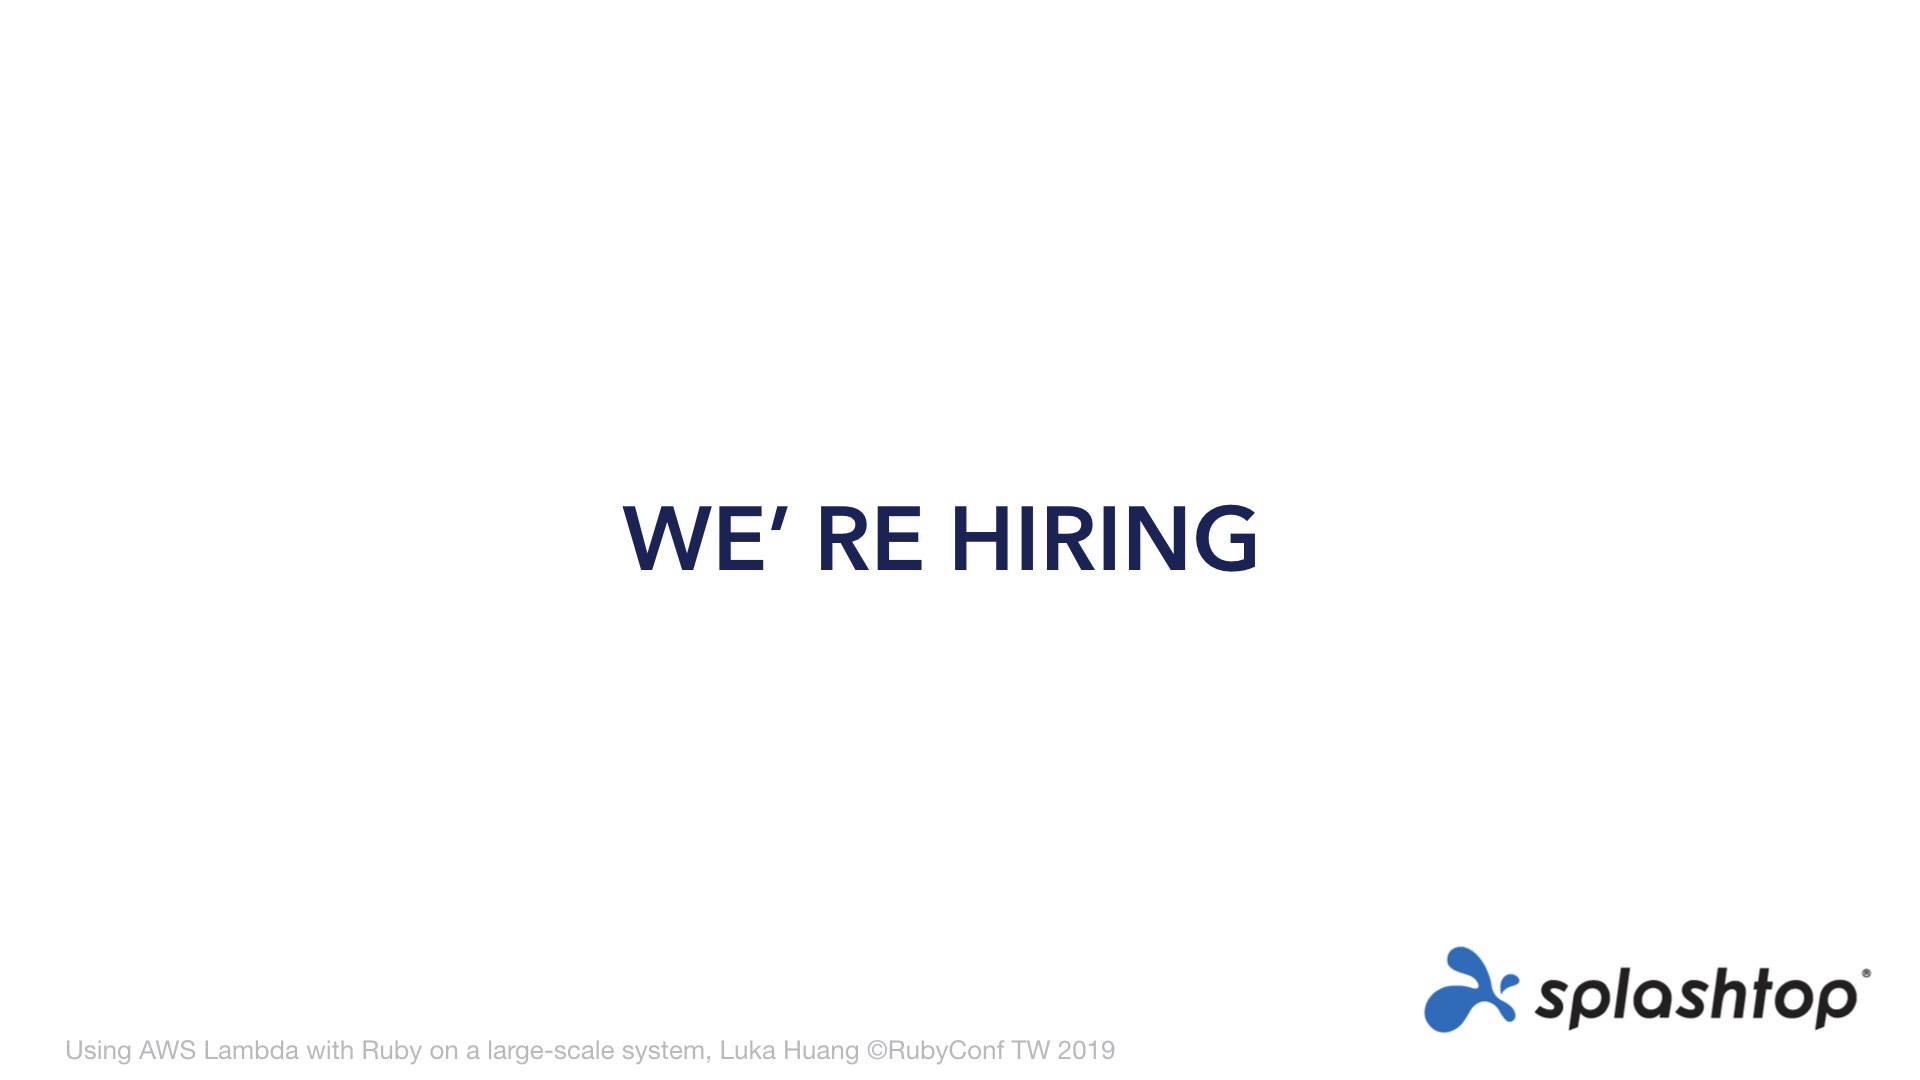 WE’ RE HIRING
splashtop®
Using AWS Lambda with Ruby on a large-scale system, Luka Huang ©RubyConf TW 2019